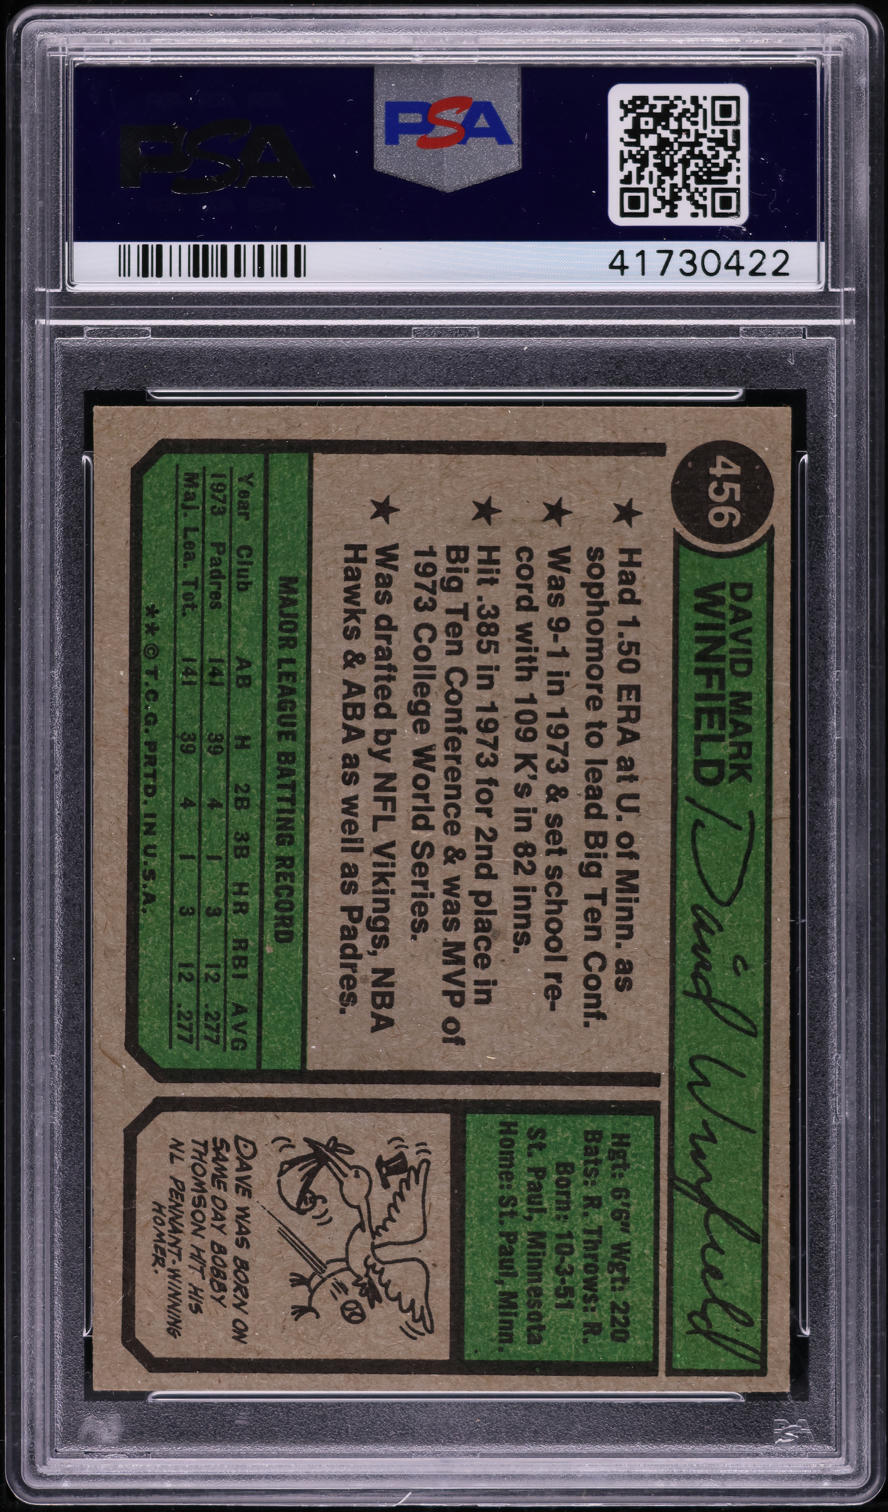 PSA
PSA
41730422
456
DAVID MARK
WINFIELD
David Winfield
★ Had 1.50 ERA at U. of Minn. as
sophomore to lead Big Ten Conf.
★ Was 9-1 in 1973 & set school re-
cord with 109 K's in 82 inns.
★ Hit .385 in 1973 for 2nd place in
Big Ten Conference & was MVP of
1973 College World Series.
★ Was drafted by NFL Vikings, NBA
Hawks & ABA as well as Padres.
MAJOR LEAGUE BATTING RECORD
Year Club AB H 2B 3B HR RBI AVG
1973 Padres 141 39 4 1 3 12 .277
Maj. Lea. Tot. 141 39 4 1 3 12 .277
★★© T.C.G. PRTD. IN U.S.A.
Hgt: 6'6" Wgt: 220
Bats: R. Throws: R.
Born: 10-3-51
St. Paul, Minnesota
Home: St. Paul, Minn.
DAVE WAS BORN ON
SAME DAY BOBBY
THOMSON HIT HIS
NL PENNANT-WINNING
HOMER.
PSA